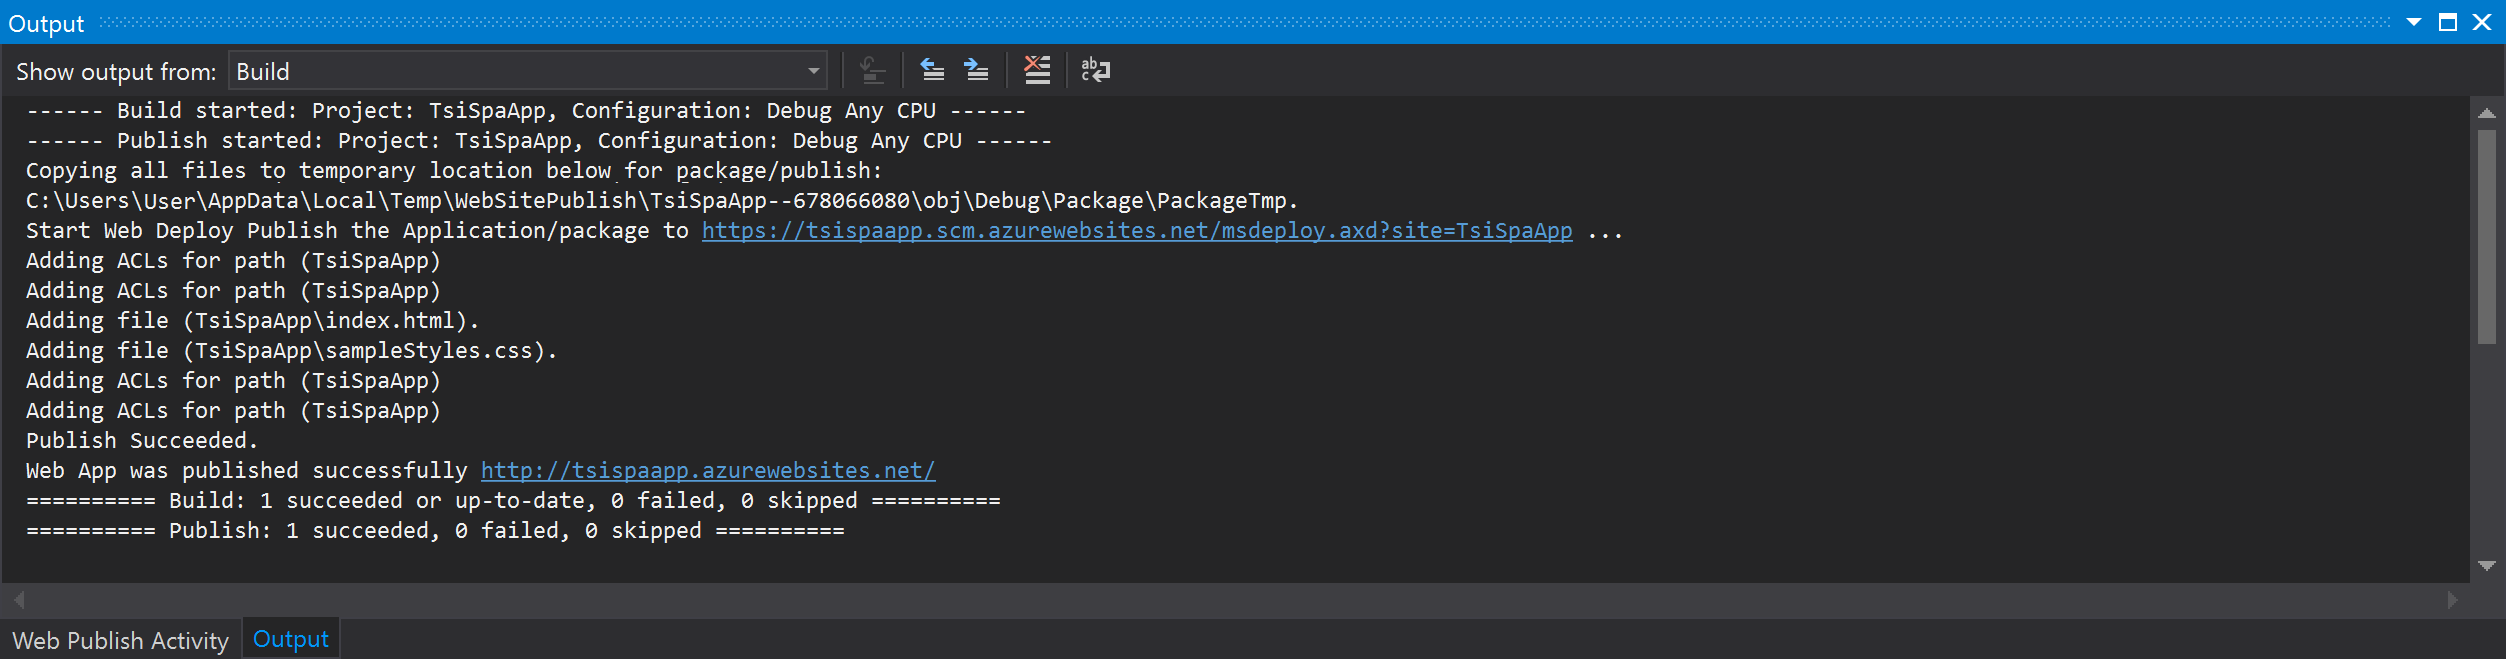 Output
Show output from: Build
------ Build started: Project: TsiSpaApp, Configuration: Debug Any CPU ------
------ Publish started: Project: TsiSpaApp, Configuration: Debug Any CPU ------
Copying all files to temporary location below for package/publish:
C:\Users\User\AppData\Local\Temp\WebSitePublish\TsiSpaApp--678066080\obj\Debug\Package\PackageTmp.
Start Web Deploy Publish the Application/package to https://tsispaapp.scm.azurewebsites.net/msdeploy.axd?site=TsiSpaApp ...
Adding ACLs for path (TsiSpaApp)
Adding ACLs for path (TsiSpaApp)
Adding file (TsiSpaApp\index.html).
Adding file (TsiSpaApp\sampleStyles.css).
Adding ACLs for path (TsiSpaApp)
Adding ACLs for path (TsiSpaApp)
Publish Succeeded.
Web App was published successfully http://tsispaapp.azurewebsites.net/
========== Build: 1 succeeded or up-to-date, 0 failed, 0 skipped ==========
========== Publish: 1 succeeded, 0 failed, 0 skipped ==========
Web Publish Activity Output